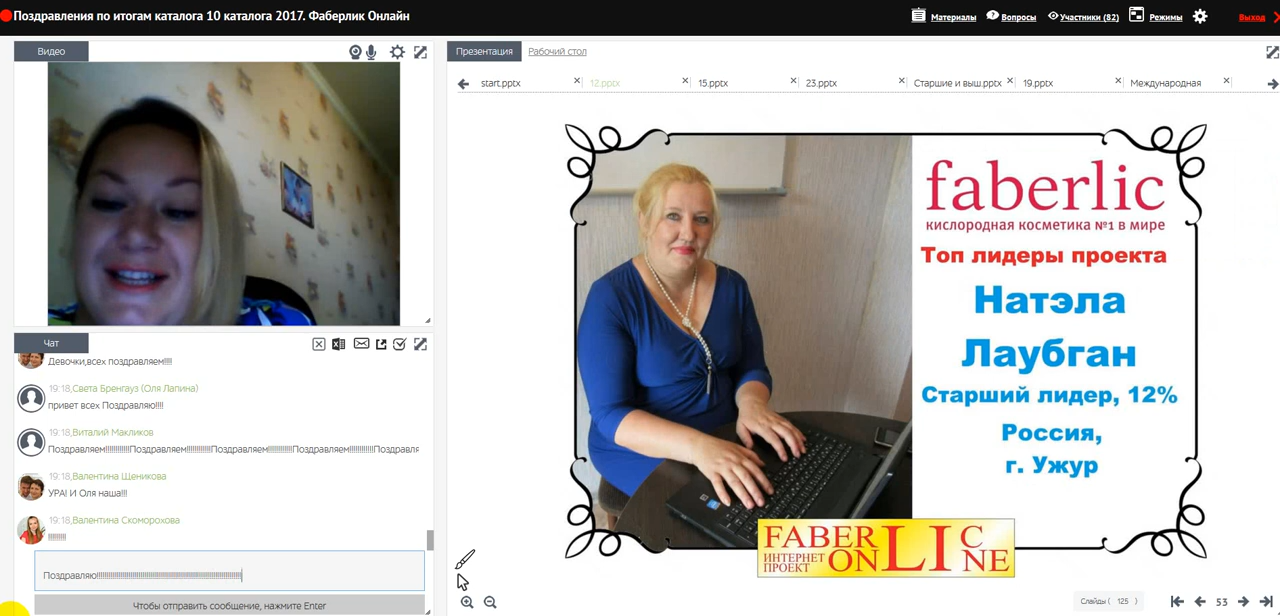 Поздравления по итогам каталога 10 каталога 2017. Фаберлик Онлайн
Материалы
Вопросы
Участники (82)
Режимы
Выход
Видео
Презентация
Рабочий стол
start.pptx
12.pptx
15.pptx
23.pptx
Старшие и выш.pptx
19.pptx
Международная
faberlic
кислородная косметика №1 в мире
Топ лидеры проекта
Натэла
Лаубган
Старший лидер, 12%
Россия,
г. Ужур
FABERLIC
ONLINE
ИНТЕРНЕТ
ПРОЕКТ
Чат
Девочки,всех поздравляем!!!!
19:18,Света Бренгауз (Оля Лапина)
привет всех Поздравляю!!!!
19:18,Виталий Макликов
Поздравляем!!!!!!!!!!!!!Поздравляем!!!!!!!!!!!!Поздравляем!!!!!!!!!!!!Поздравляем!!!!!!!!!!!!!Поздравля
19:18,Валентина Щеникова
УРА! И Оля наша!!!
19:18,Валентина Скоморохова
!!!!!!!!!
Поздравляю!!!!!!!!!!!!!!!!!!!!!!!!!!!!!!!!!!!!!!!!!!!!!!!!!!!!!!!!!!!!!!!!
Чтобы отправить сообщение, нажмите Enter
Слайды ( 125 )
53